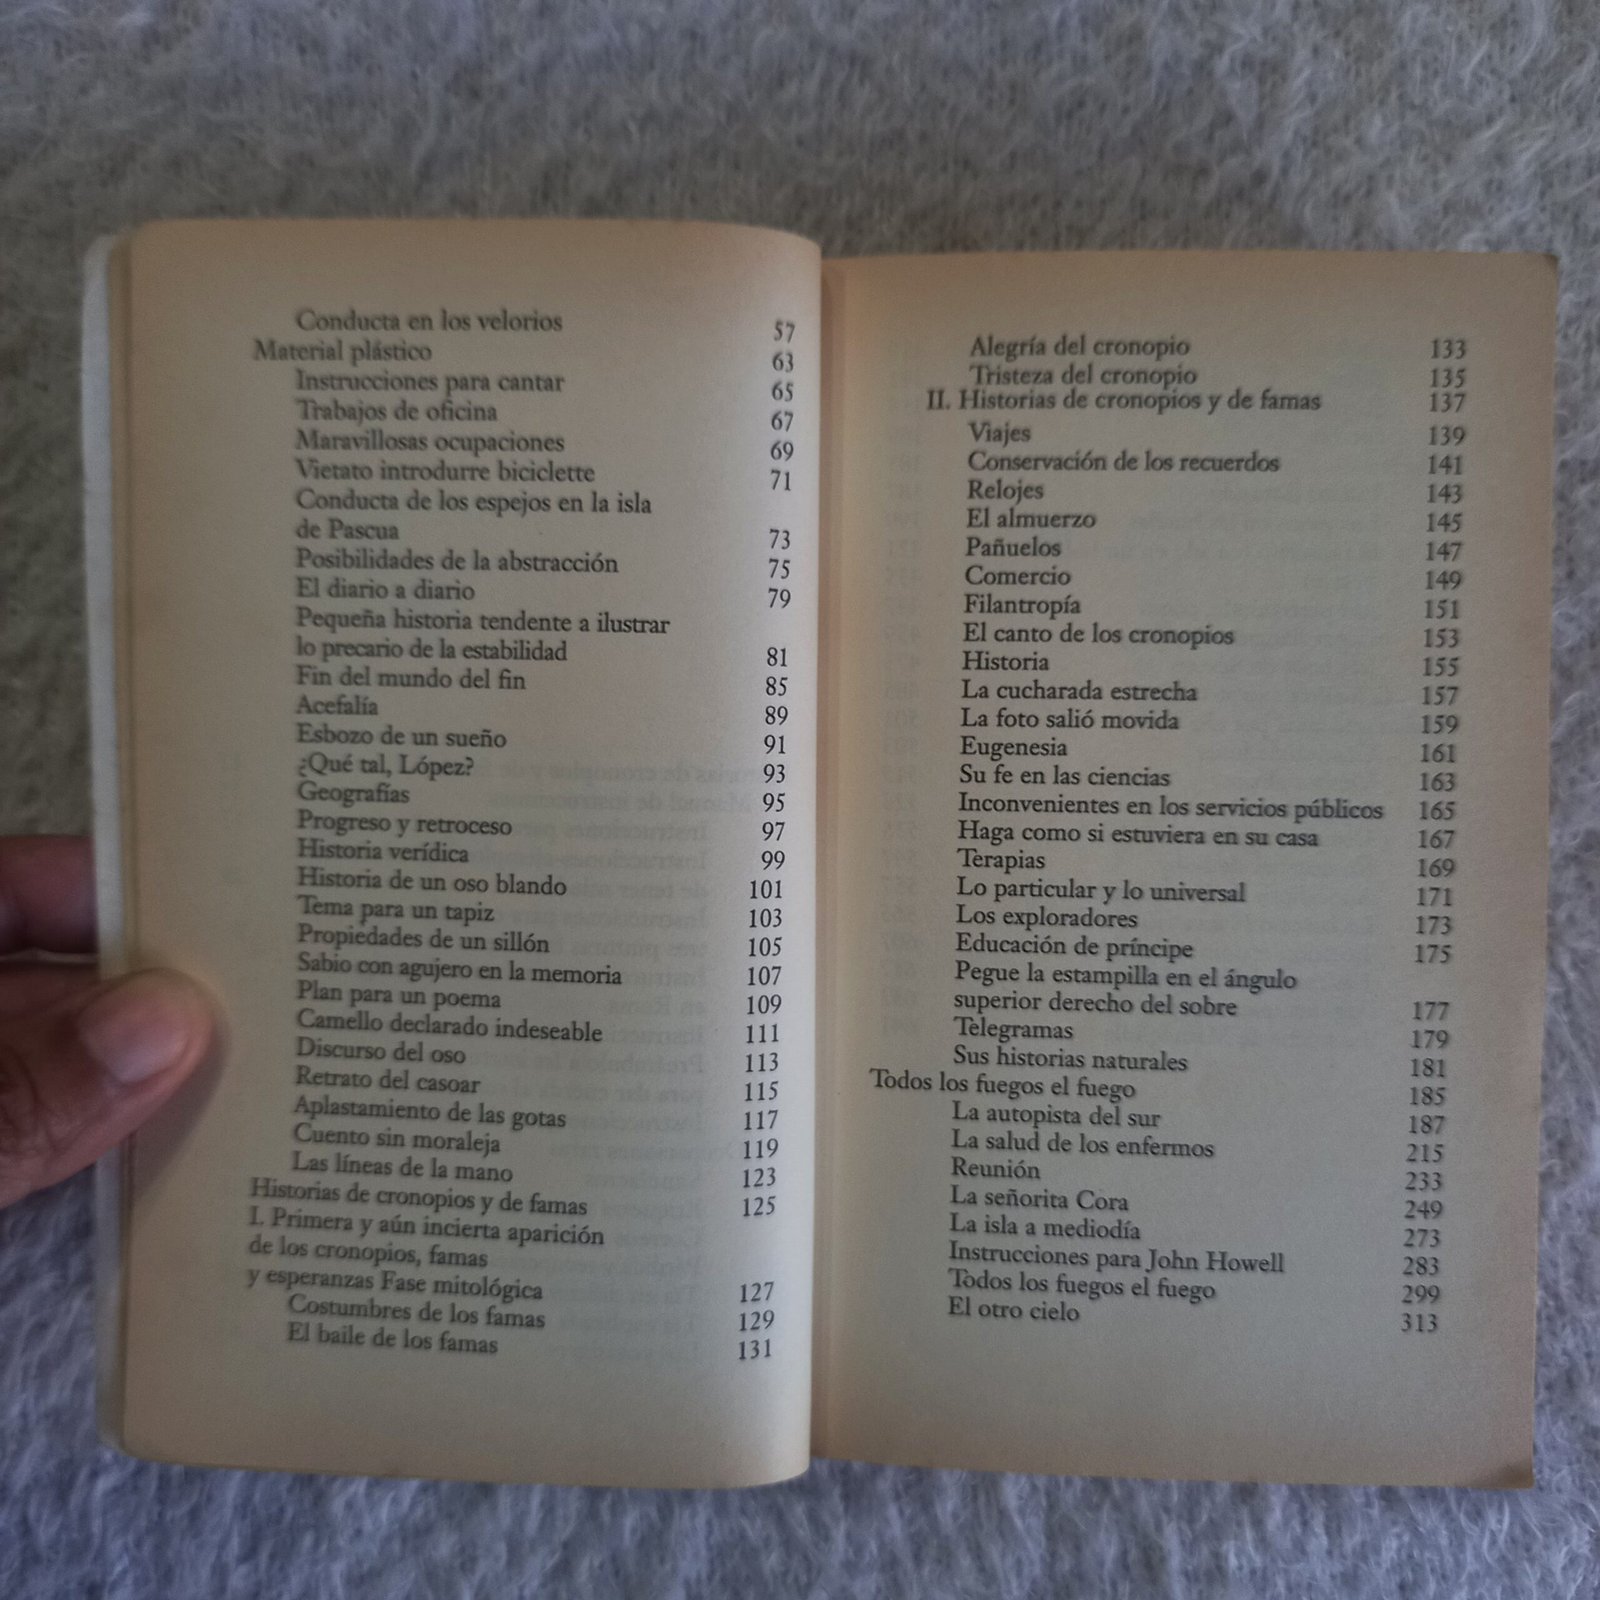 Conducta en los velorios 57
Material plástico 63
Instrucciones para cantar 65
Trabajos de oficina 67
Maravillosas ocupaciones 69
Vietato introdurre biciclette 71
Conducta de los espejos en la isla
de Pascua 73
Posibilidades de la abstracción 75
El diario a diario 79
Pequeña historia tendente a ilustrar
lo precario de la estabilidad 81
Fin del mundo del fin 85
Acefalía 89
Esbozo de un sueño 91
¿Qué tal, López? 93
Geografías 95
Progreso y retroceso 97
Historia verídica 99
Historia de un oso blando 101
Tema para un tapiz 103
Propiedades de un sillón 105
Sabio con agujero en la memoria 107
Plan para un poema 109
Camello declarado indeseable 111
Discurso del oso 113
Retrato del casoar 115
Aplastamiento de las gotas 117
Cuento sin moraleja 119
Las líneas de la mano 123
Historias de cronopios y de famas 125
I. Primera y aún incierta aparición
de los cronopios, famas
y esperanzas Fase mitológica 127
Costumbres de los famas 129
El baile de los famas 131
Alegría del cronopio 133
Tristeza del cronopio 135
II. Historias de cronopios y de famas 137
Viajes 139
Conservación de los recuerdos 141
Relojes 143
El almuerzo 145
Pañuelos 147
Comercio 149
Filantropía 151
El canto de los cronopios 153
Historia 155
La cucharada estrecha 157
La foto salió movida 159
Eugenesia 161
Su fe en las ciencias 163
Inconvenientes en los servicios públicos 165
Haga como si estuviera en su casa 167
Terapias 169
Lo particular y lo universal 171
Los exploradores 173
Educación de príncipe 175
Pegue la estampilla en el ángulo
superior derecho del sobre 177
Telegramas 179
Sus historias naturales 181
Todos los fuegos el fuego 185
La autopista del sur 187
La salud de los enfermos 215
Reunión 233
La señorita Cora 249
La isla a mediodía 273
Instrucciones para John Howell 283
Todos los fuegos el fuego 299
El otro cielo 313